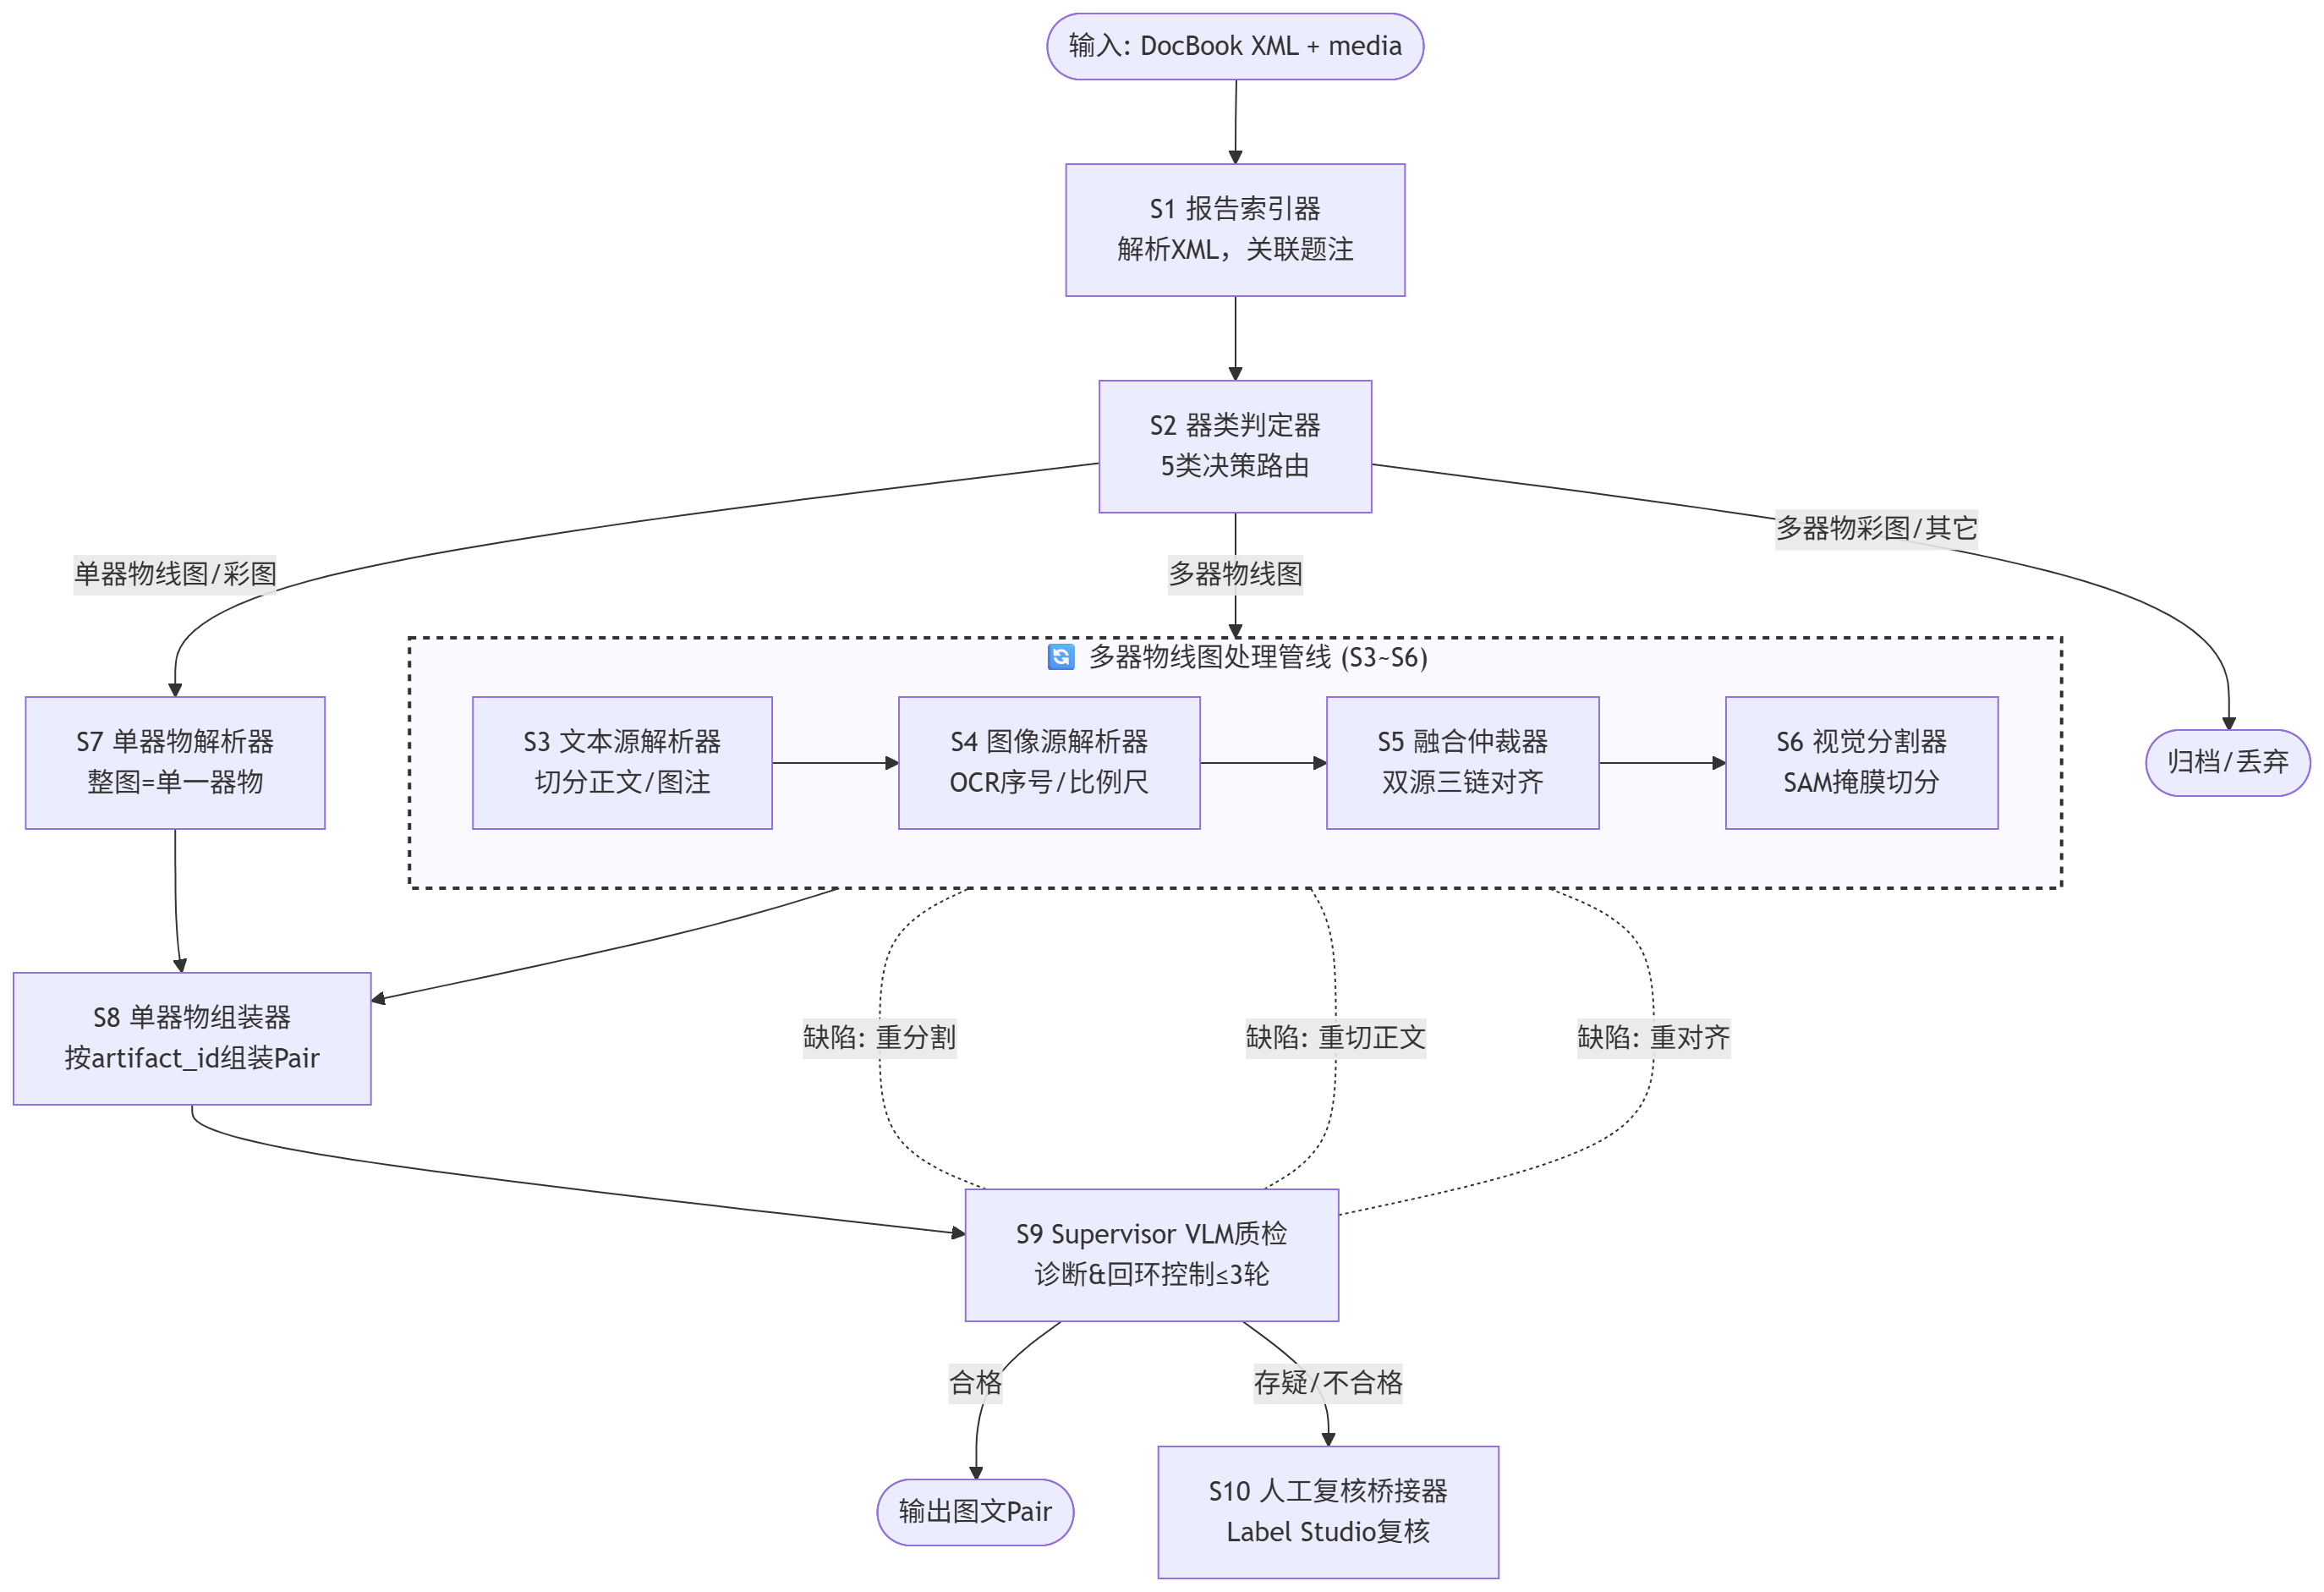 输入: DocBook XML + media
S1 报告索引器
解析XML，关联题注
S2 器类判定器
5类决策路由
单器物线图/彩图
多器物线图
多器物彩图/其它
🔄 多器物线图处理管线 (S3~S6)
S7 单器物解析器
整图=单一器物
S3 文本源解析器
切分正文/图注
S4 图像源解析器
OCR序号/比例尺
S5 融合仲裁器
双源三链对齐
S6 视觉分割器
SAM掩膜切分
归档/丢弃
S8 单器物组装器
按artifact_id组装Pair
缺陷: 重分割
缺陷: 重切正文
缺陷: 重对齐
S9 Supervisor VLM质检
诊断&回环控制≤3轮
合格
存疑/不合格
输出图文Pair
S10 人工复核桥接器
Label Studio复核